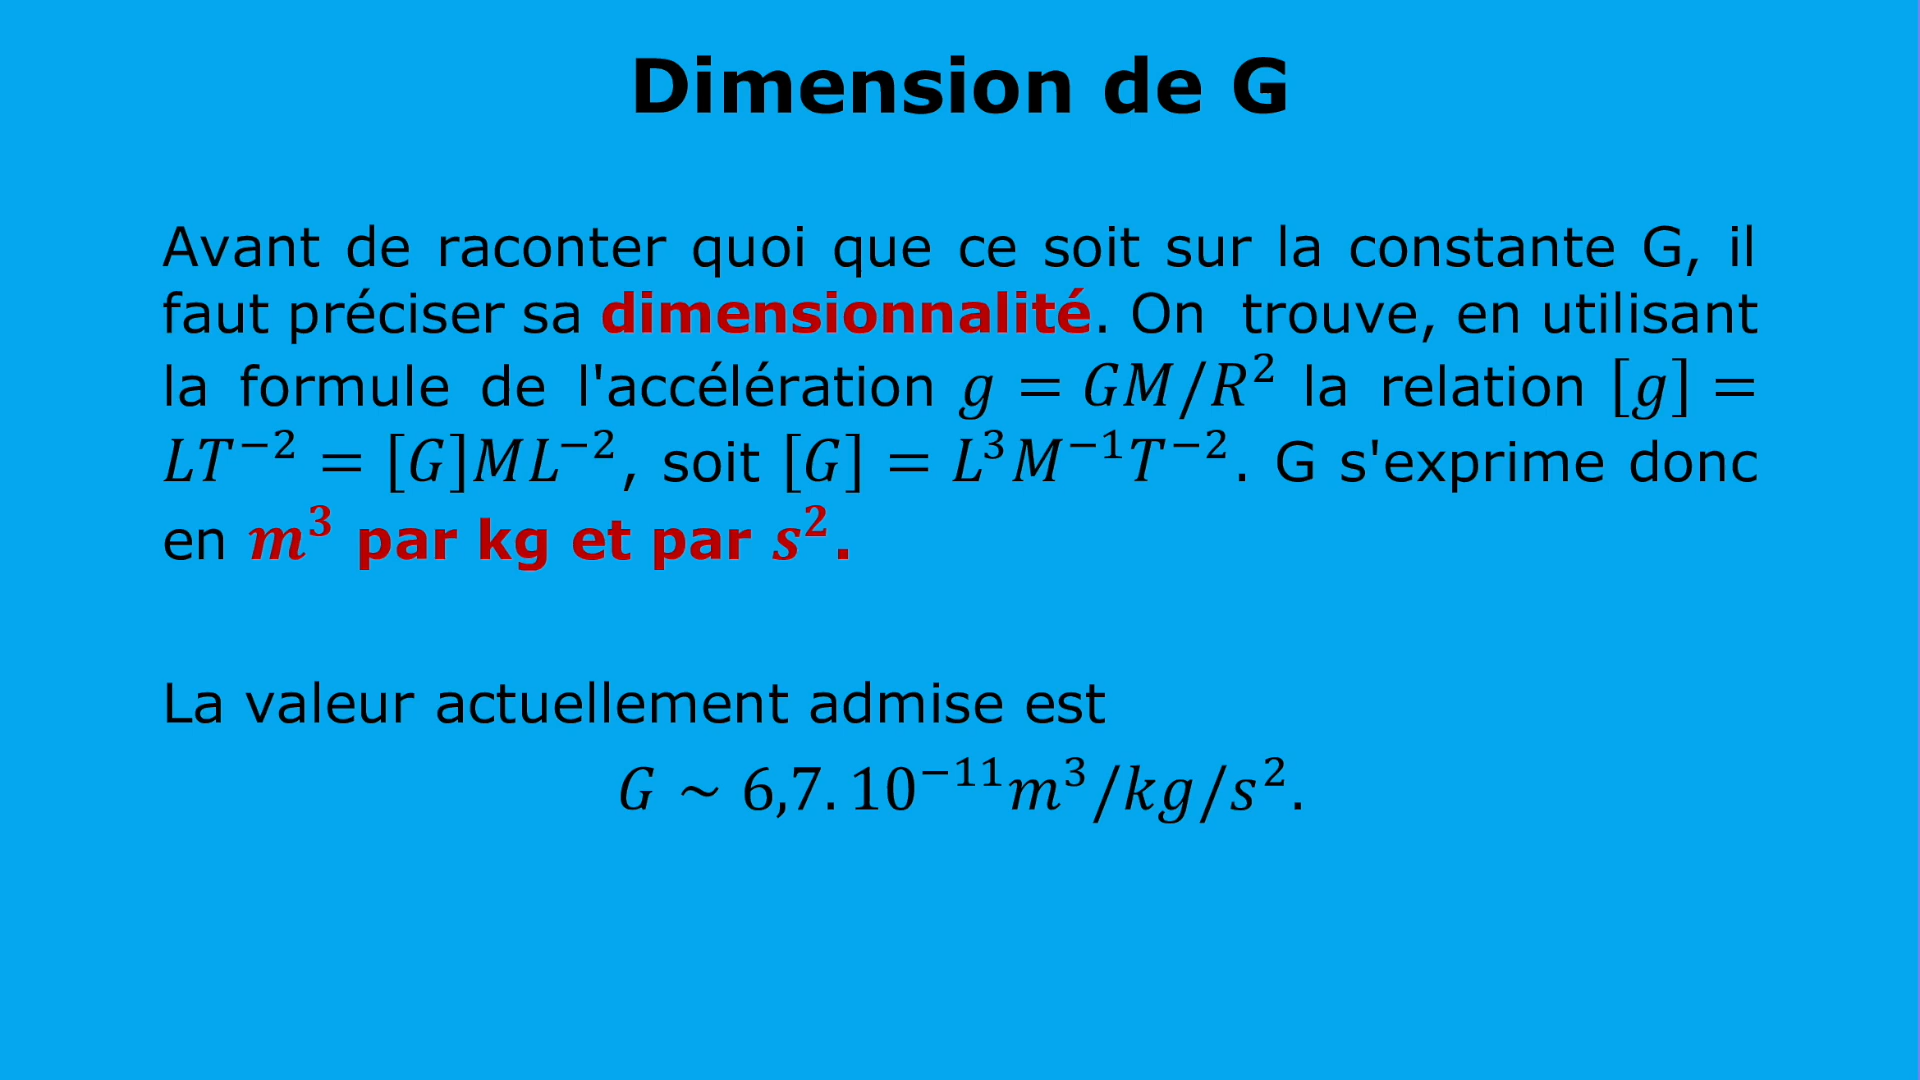 Dimension de G
Avant de raconter quoi que ce soit sur la constante G, il
faut préciser sa dimensionnalité. On trouve, en utilisant
la formule de l'accélération g = GM/R² la relation [g] =
LT⁻² = [G]ML⁻², soit [G] = L³M⁻¹T⁻². G s'exprime donc
en m³ par kg et par s².
La valeur actuellement admise est
G ~ 6,7. 10⁻¹¹m³/kg/s².